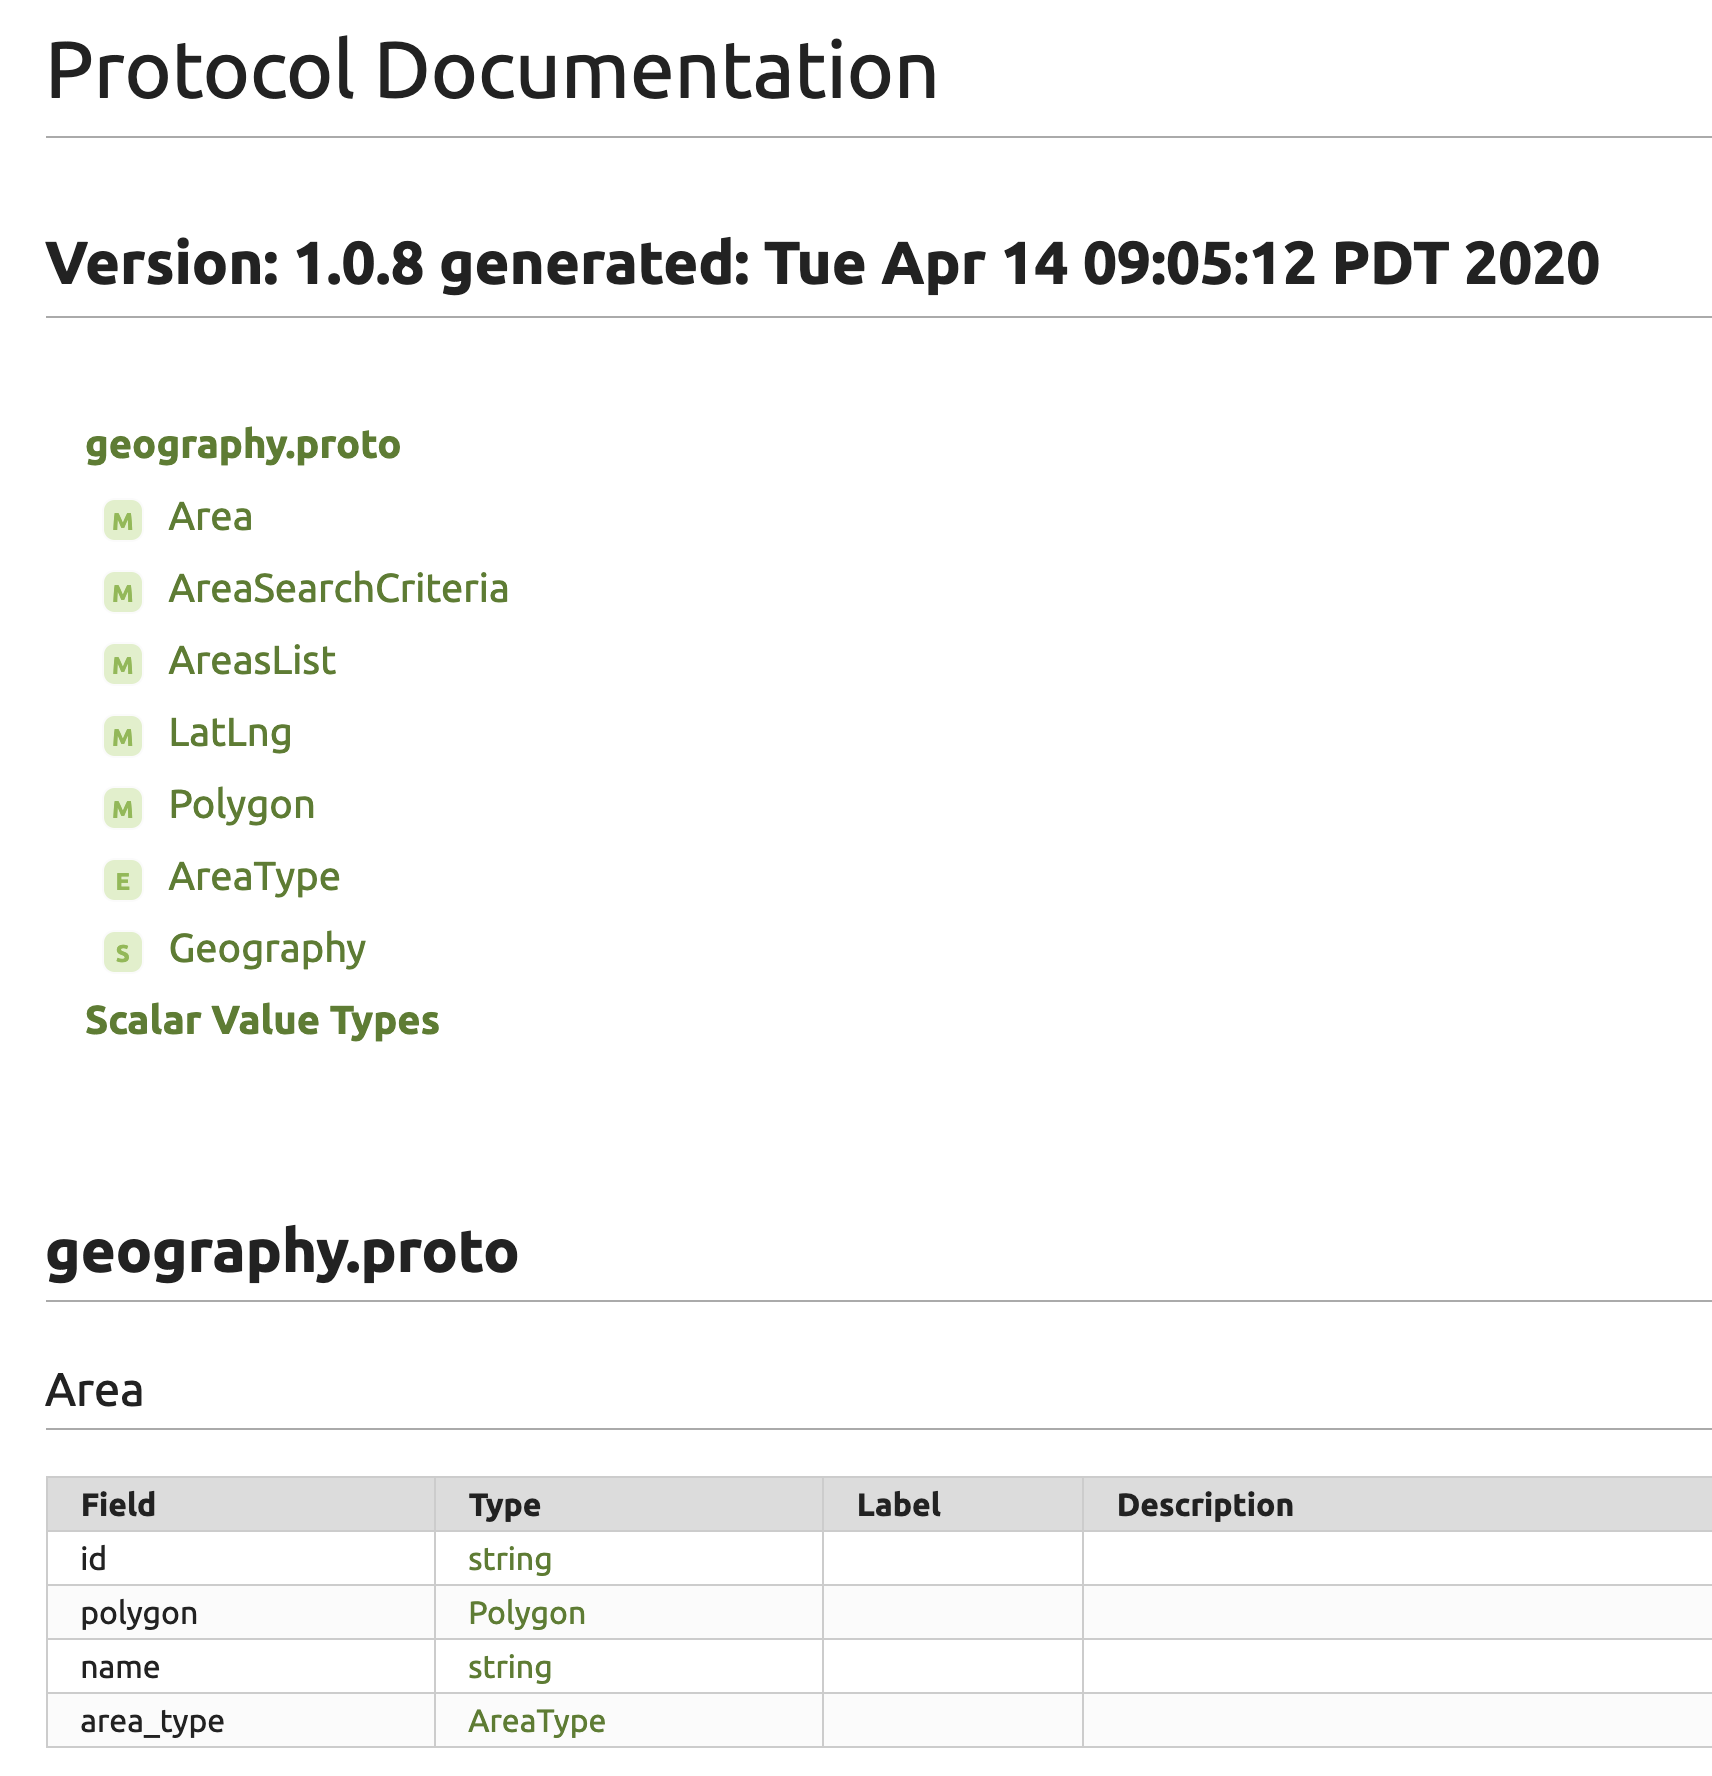 Protocol Documentation
Version: 1.0.8 generated: Tue Apr 14 09:05:12 PDT 2020
geography.proto
M Area
M AreaSearchCriteria
M AreasList
M LatLng
M Polygon
E AreaType
S Geography
Scalar Value Types
geography.proto
Area
Field Type Label Description
id string
polygon Polygon
name string
area_type AreaType